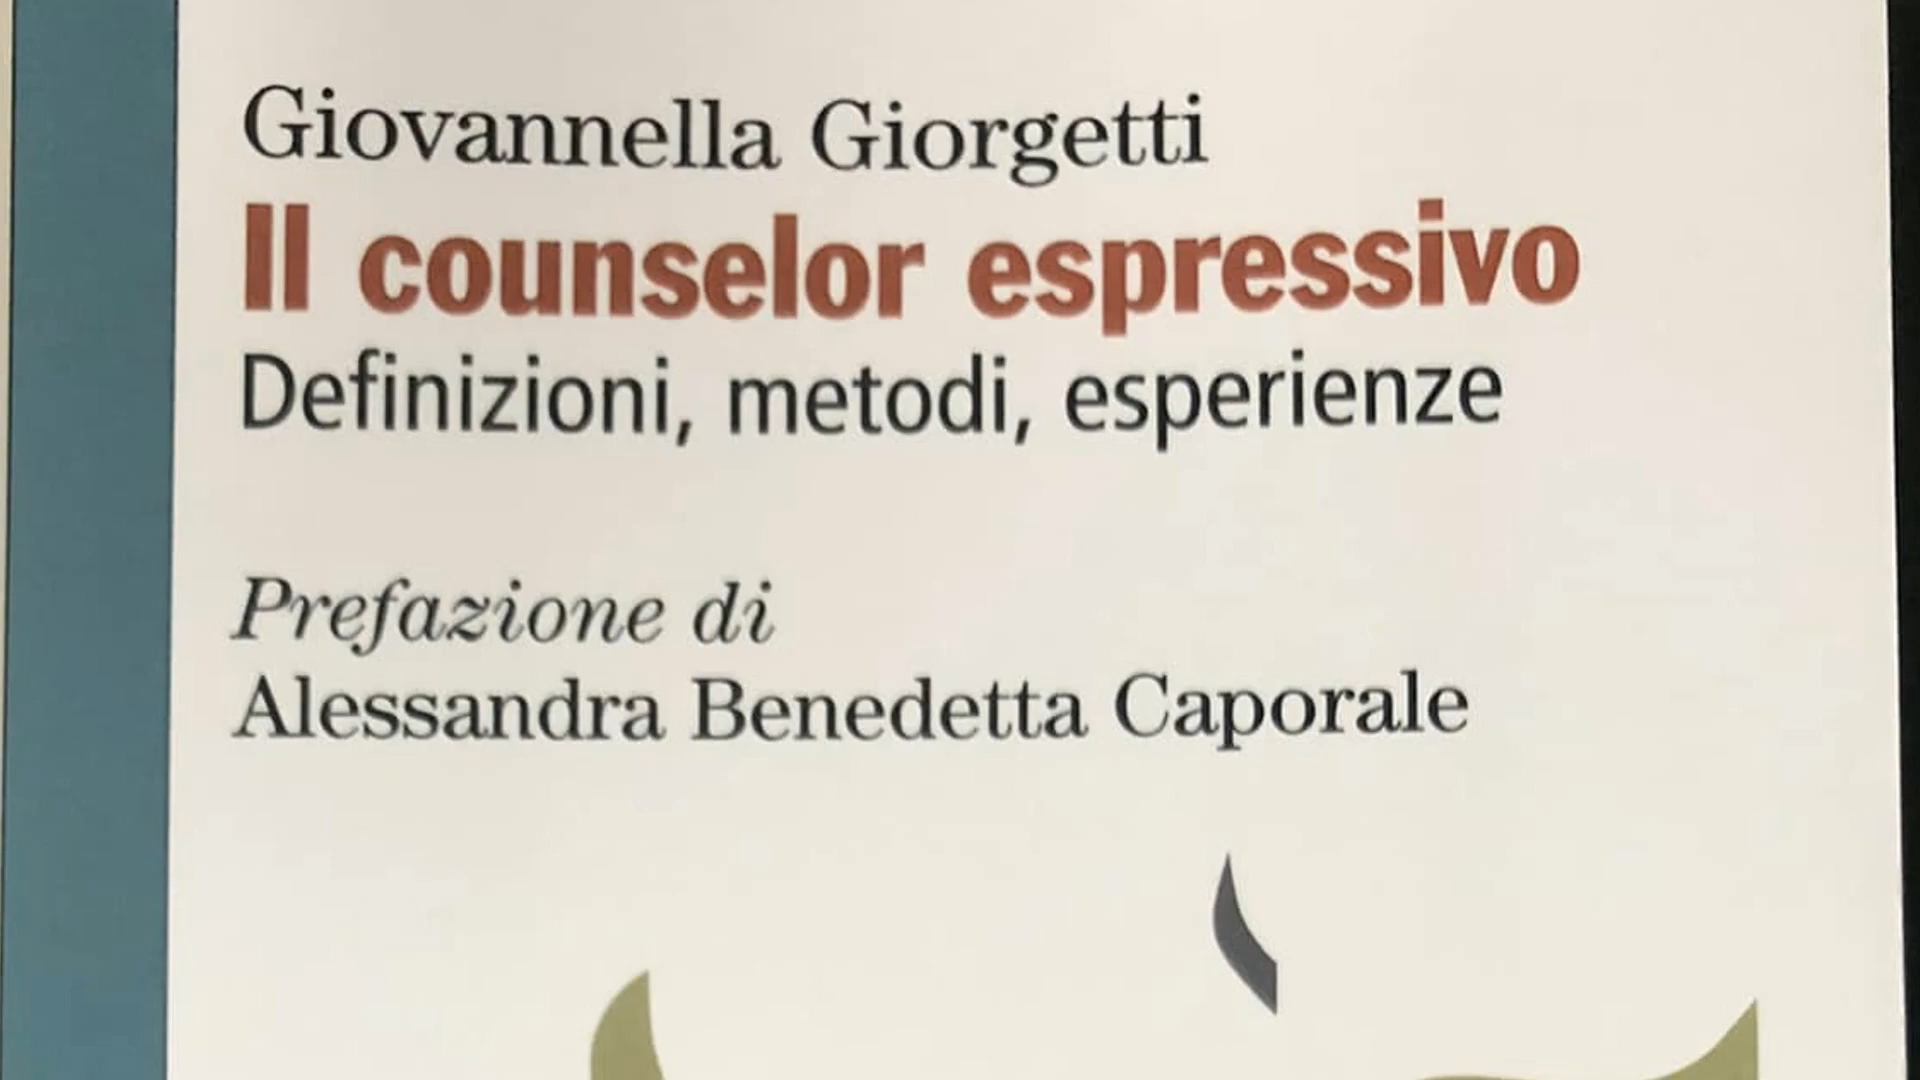 Giovannella Giorgetti
Il counselor espressivo
Definizioni, metodi, esperienze
Prefazione di
Alessandra Benedetta Caporale